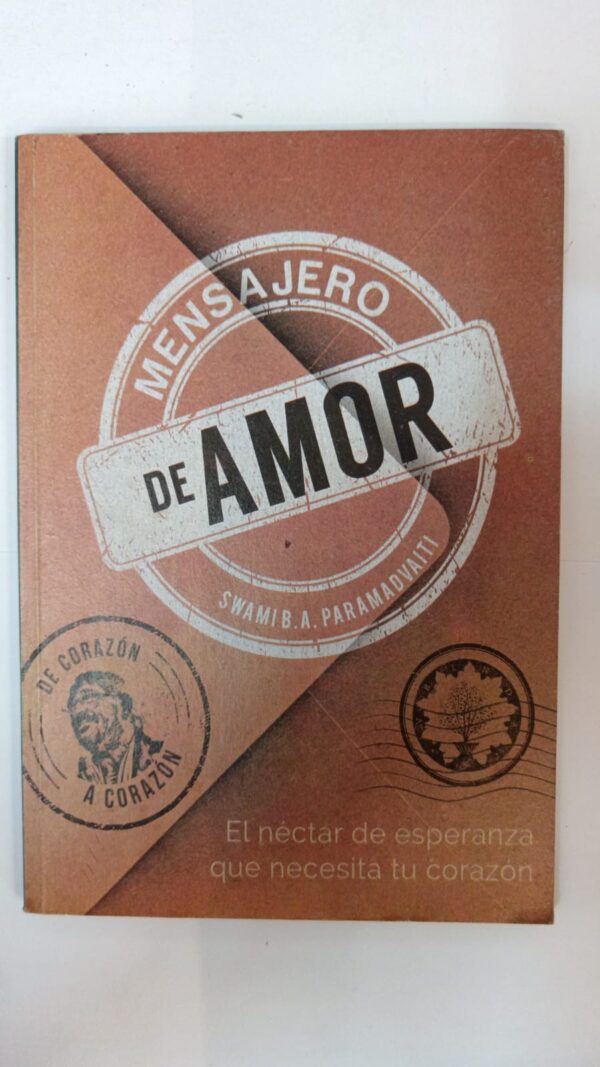 MENSAJERO
DE AMOR
SWAMI B.A. PARAMADVAITI
DE CORAZÓN
A CORAZÓN
El néctar de esperanza
que necesita tu corazón